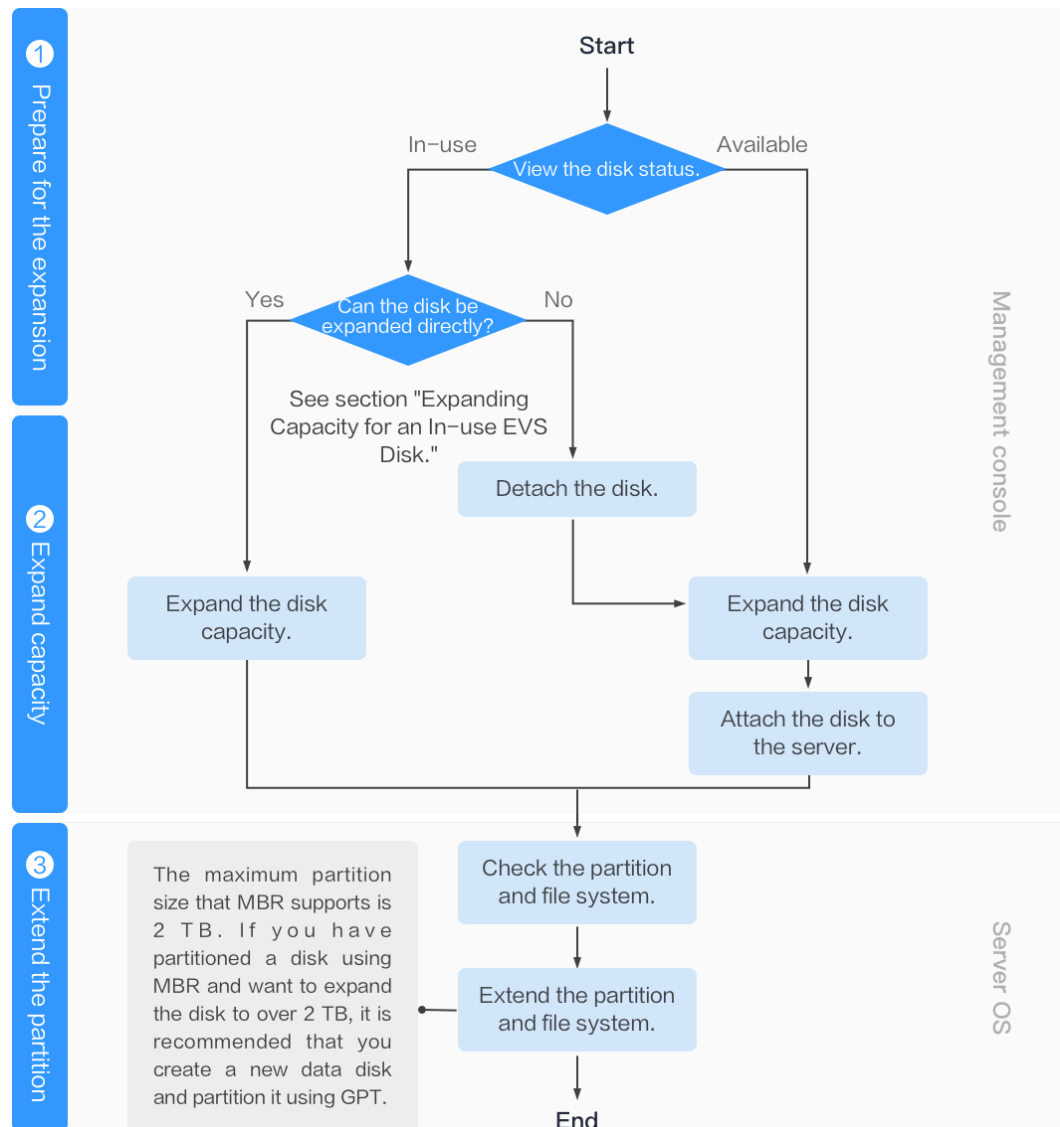 Start
In-use
Available
View the disk status.
1 Prepare for the expansion
Yes
No
Can the disk be
expanded directly?
See section "Expanding
Capacity for an In-use EVS
Disk."
Management console
Detach the disk.
2 Expand capacity
Expand the disk
capacity.
Expand the disk
capacity.
Attach the disk to
the server.
3 Extend the partition
Check the partition
and file system.
The maximum partition
size that MBR supports is
2 TB. If you have
partitioned a disk using
MBR and want to expand
the disk to over 2 TB, it is
recommended that you
create a new data disk
and partition it using GPT.
Extend the partition
and file system.
Server OS
End